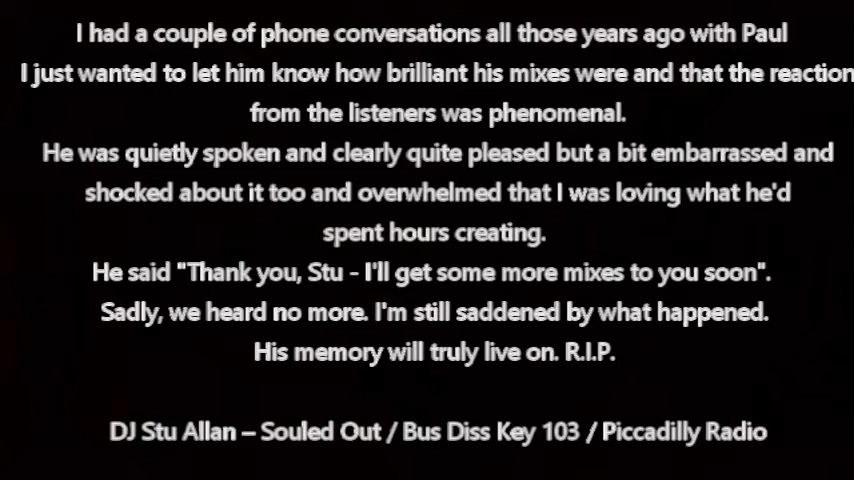 I had a couple of phone conversations all those years ago with Paul
I just wanted to let him know how brilliant his mixes were and that the reaction
from the listeners was phenomenal.
He was quietly spoken and clearly quite pleased but a bit embarrassed and
shocked about it too and overwhelmed that I was loving what he'd
spent hours creating.
He said "Thank you, Stu - I'll get some more mixes to you soon".
Sadly, we heard no more. I'm still saddened by what happened.
His memory will truly live on. R.I.P.
DJ Stu Allan – Souled Out / Bus Diss Key 103 / Piccadilly Radio